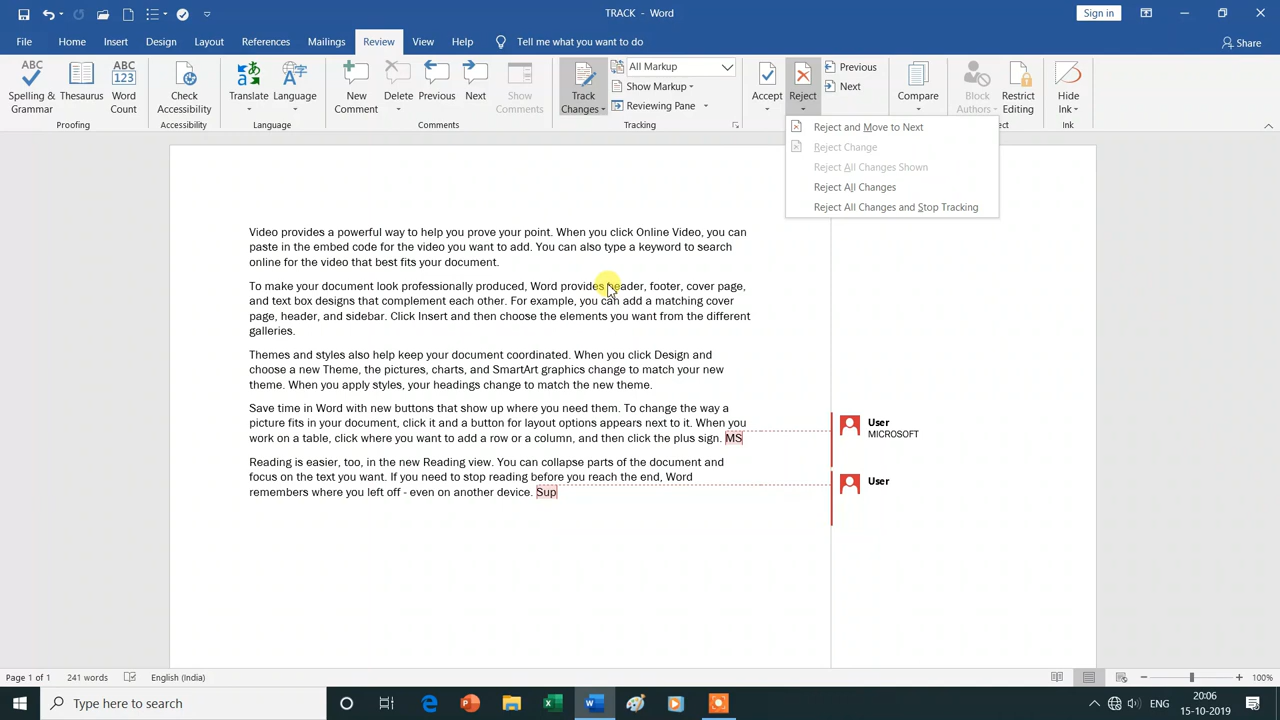 TRACK - Word
Sign in
File Home Insert Design Layout References Mailings Review View Help Tell me what you want to do Share
ABC
Spelling & Grammar
Thesaurus
ABC 123
Word Count
Proofing
Check Accessibility
Accessibility
Translate
Language
Language
New Comment
Delete
Previous
Next
Show Comments
Comments
Track Changes
All Markup
Show Markup
Reviewing Pane
Tracking
Accept
Reject
Previous
Next
Compare
Block Authors
Restrict Editing
ect
Hide Ink
Ink
Reject and Move to Next
Reject Change
Reject All Changes Shown
Reject All Changes
Reject All Changes and Stop Tracking
Video provides a powerful way to help you prove your point. When you click Online Video, you can
paste in the embed code for the video you want to add. You can also type a keyword to search
online for the video that best fits your document.
To make your document look professionally produced, Word provides header, footer, cover page,
and text box designs that complement each other. For example, you can add a matching cover
page, header, and sidebar. Click Insert and then choose the elements you want from the different
galleries.
Themes and styles also help keep your document coordinated. When you click Design and
choose a new Theme, the pictures, charts, and SmartArt graphics change to match your new
theme. When you apply styles, your headings change to match the new theme.
Save time in Word with new buttons that show up where you need them. To change the way a
picture fits in your document, click it and a button for layout options appears next to it. When you
work on a table, click where you want to add a row or a column, and then click the plus sign. MS
Reading is easier, too, in the new Reading view. You can collapse parts of the document and
focus on the text you want. If you need to stop reading before you reach the end, Word
remembers where you left off - even on another device. Sup
User
MICROSOFT
User
Page 1 of 1 241 words English (India) 100%
Type here to search
ENG
20:06
15-10-2019